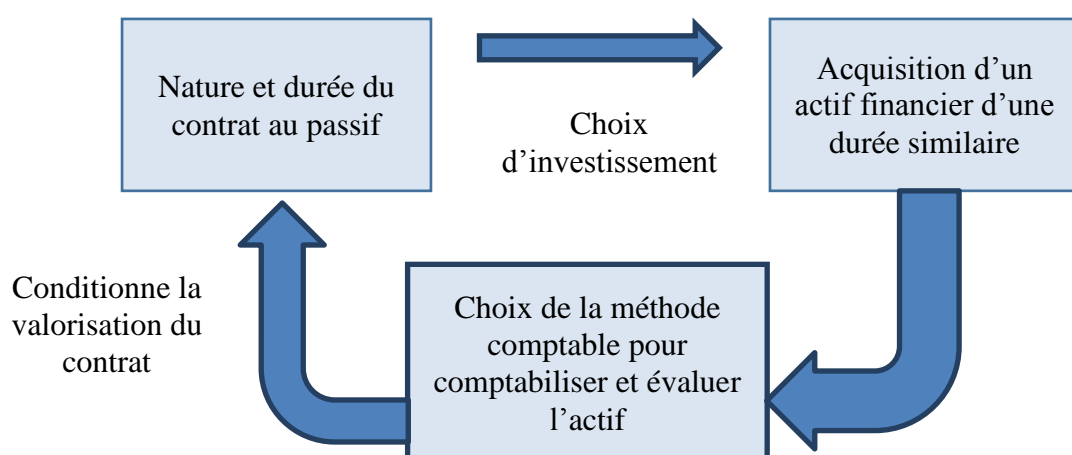 Nature et durée du
contrat au passif
Choix
d’investissement
Acquisition d’un
actif financier d’une
durée similaire
Choix de la méthode
comptable pour
comptabiliser et évaluer
l’actif
Conditionne la
valorisation du
contrat